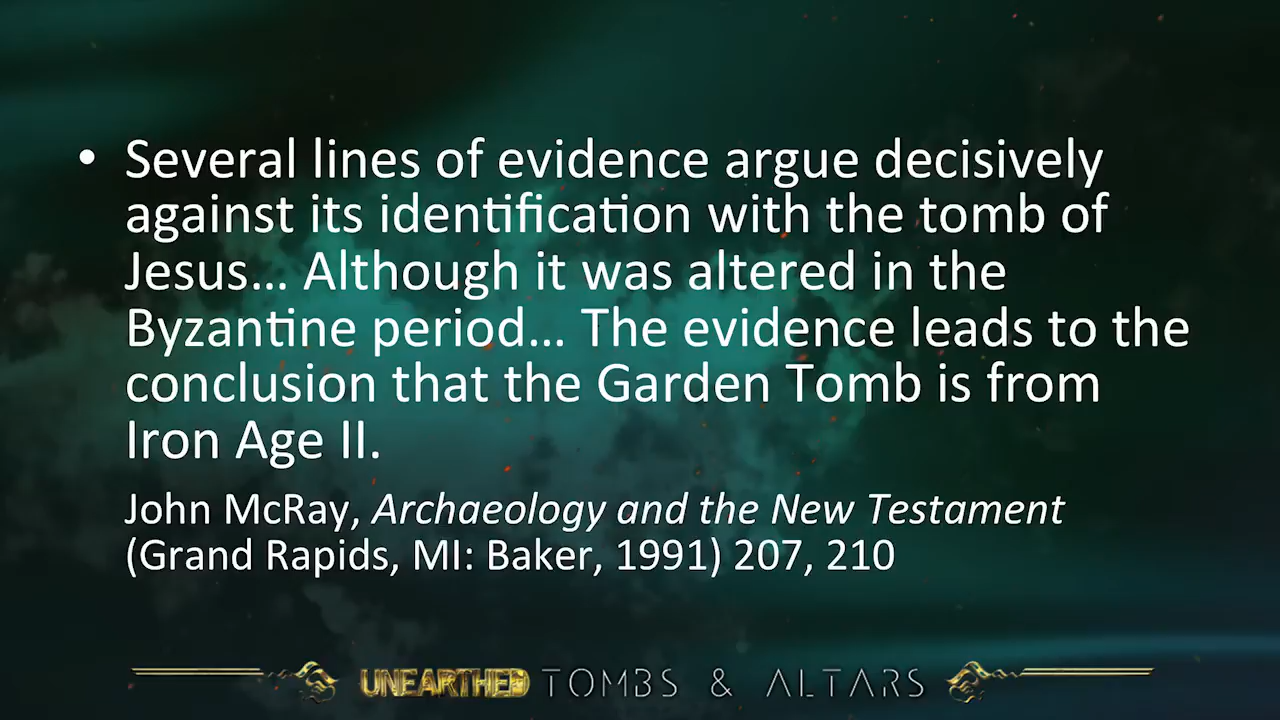 • Several lines of evidence argue decisively
against its identification with the tomb of
Jesus… Although it was altered in the
Byzantine period… The evidence leads to the
conclusion that the Garden Tomb is from
Iron Age II.
John McRay, Archaeology and the New Testament
(Grand Rapids, MI: Baker, 1991) 207, 210
UNEARTHED TOMBS & ALTARS